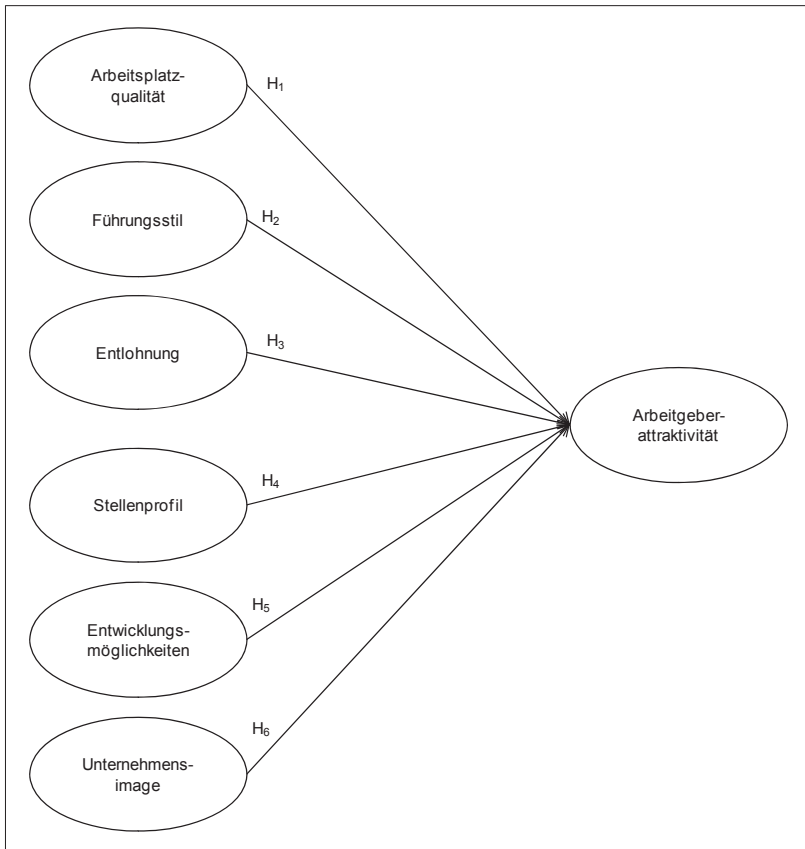 Arbeitsplatz-
qualität
H₁
Führungsstil
H₂
Entlohnung
H₃
Stellenprofil
H₄
Entwicklungs-
möglichkeiten
H₅
Unternehmens-
image
H₆
Arbeitgeber-
attraktivität